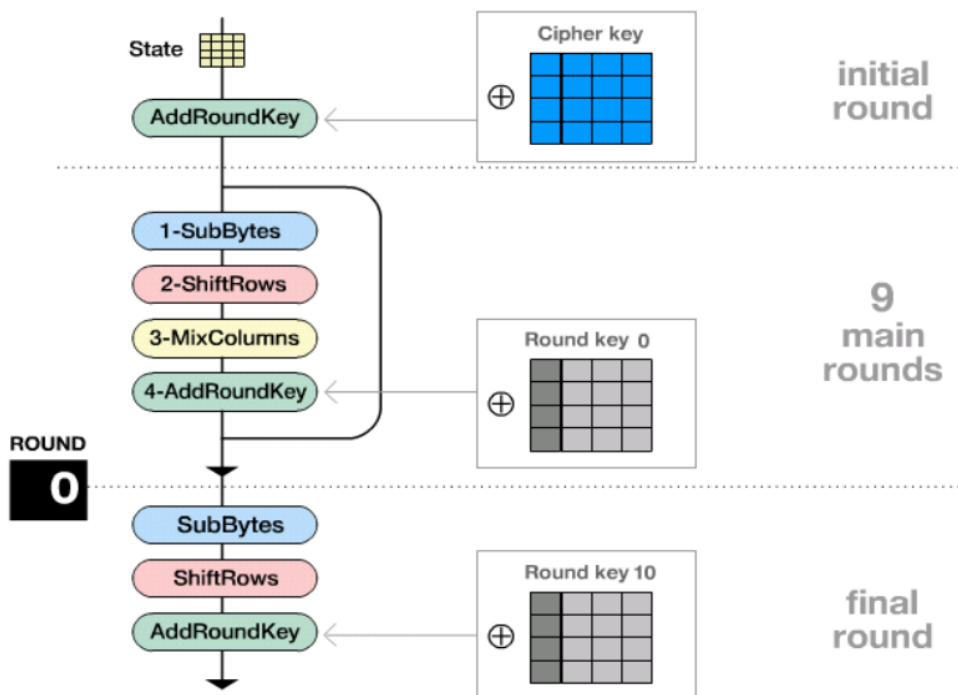 State
AddRoundKey
Cipher key
⊕
initial
round
1-SubBytes
2-ShiftRows
3-MixColumns
4-AddRoundKey
Round key 0
⊕
9
main
rounds
ROUND
0
SubBytes
ShiftRows
AddRoundKey
Round key 10
⊕
final
round